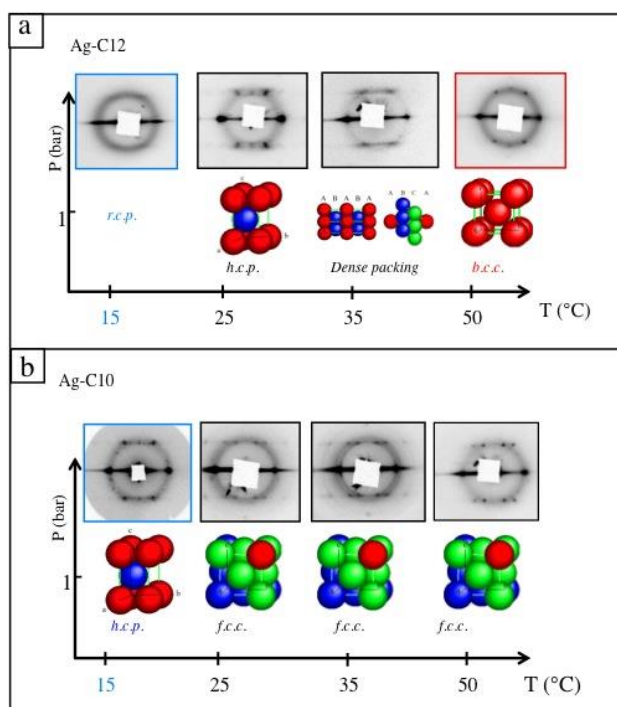 a
Ag-C12
P (bar)
1
r.c.p.
c
a
b
h.c.p.
A B A B A
A B C A
Dense packing
b.c.c.
15
25
35
50
T (°C)
b
Ag-C10
P (bar)
1
c
a
b
h.c.p.
f.c.c.
f.c.c.
f.c.c.
15
25
35
50
T (°C)